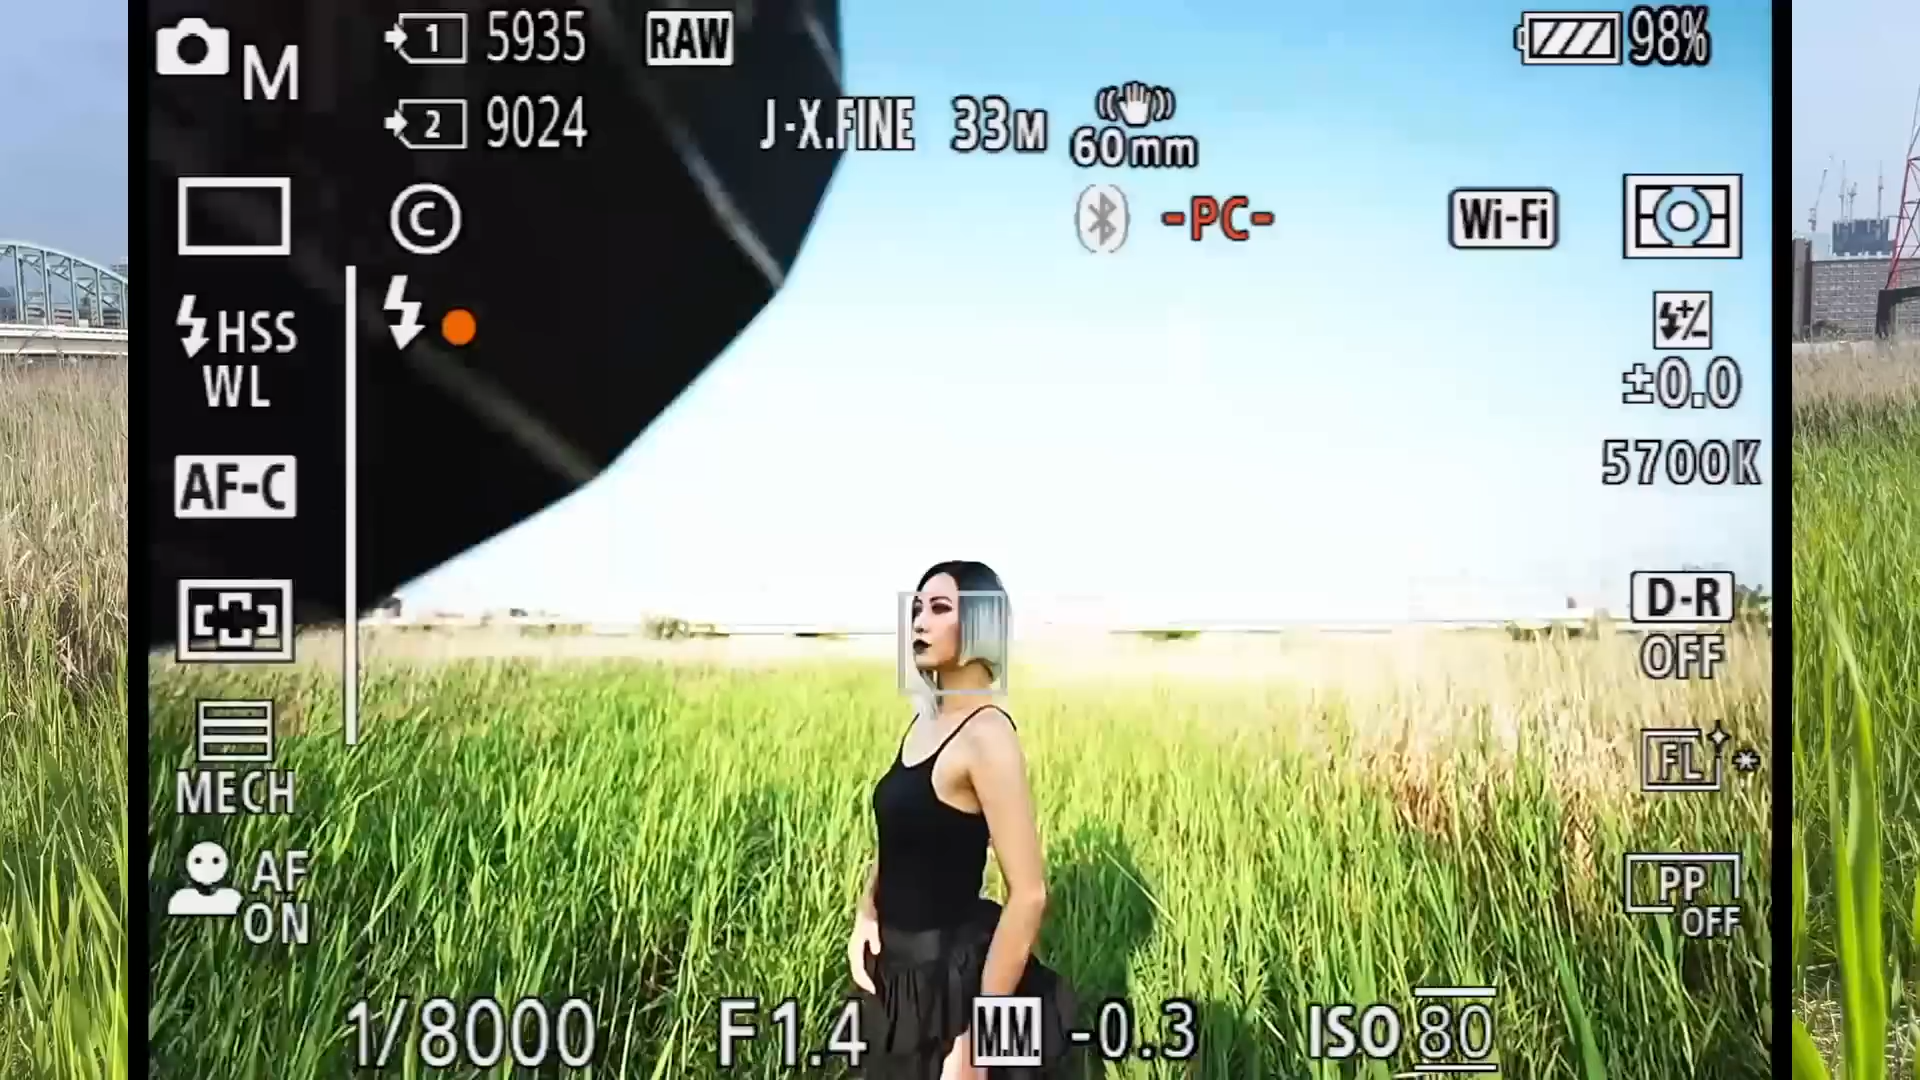 M
1 5935
RAW
98%
2 9024
J-X.FINE 33M
60mm
C
-PC-
Wi-Fi
HSS
WL
±0.0
AF-C
5700K
D-R
OFF
FL *
MECH
AF
ON
PP
OFF
1/8000 F1.4 M.M. -0.3 ISO 80